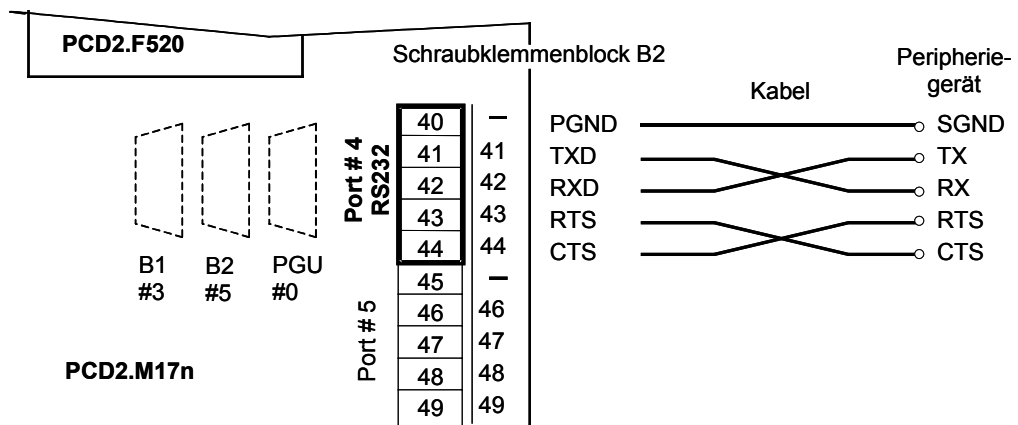 PCD2.F520
Schraubklemmenblock B2
Peripherie-
gerät
Kabel
40 – PGND SGND
41 41 TXD TX
42 42 RXD RX
43 43 RTS RTS
44 44 CTS CTS
45 –
46 46
47 47
48 48
49 49
Port # 4
RS232
Port # 5
B1
#3
B2
#5
PGU
#0
PCD2.M17n